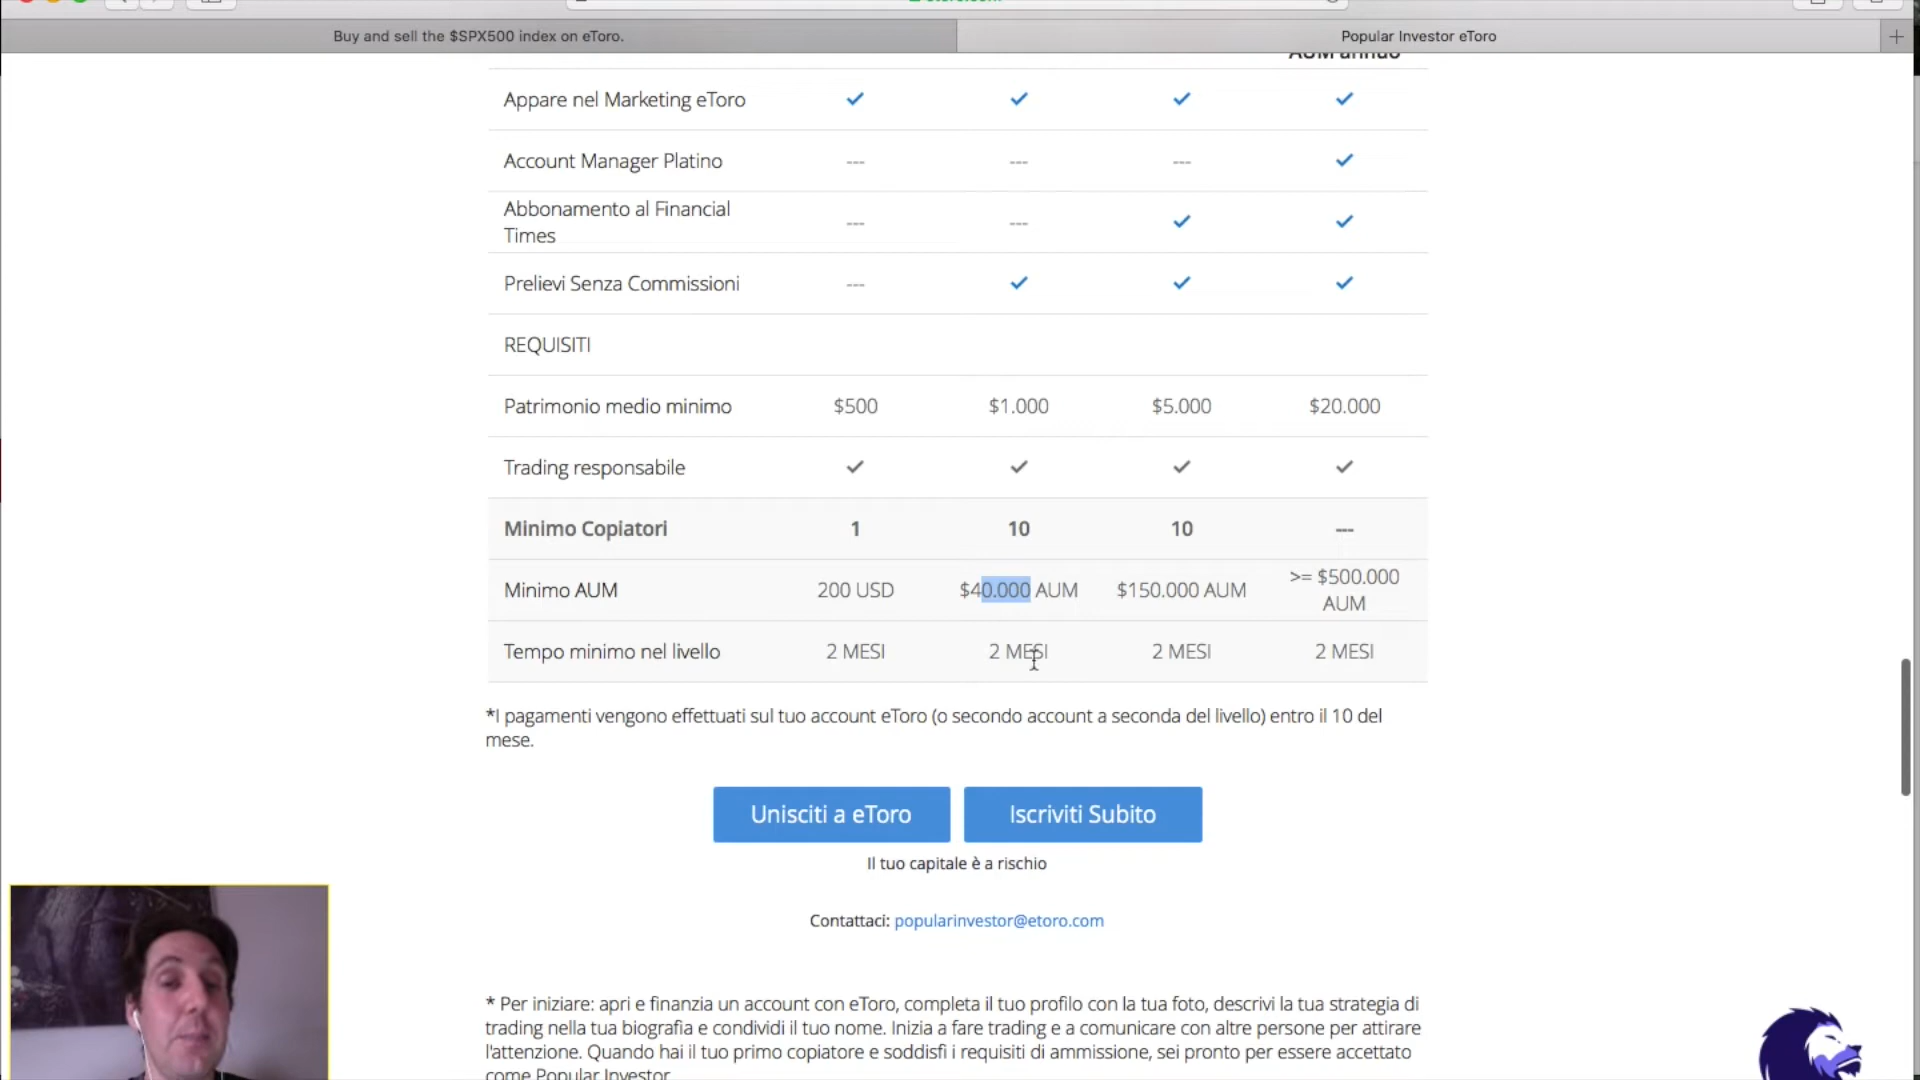 Buy and sell the $SPX500 index on eToro.
Popular Investor eToro
AUM annuo
Appare nel Marketing eToro
Account Manager Platino --- --- ---
Abbonamento al Financial
Times --- ---
Prelievi Senza Commissioni ---
REQUISITI
Patrimonio medio minimo $500 $1.000 $5.000 $20.000
Trading responsabile
Minimo Copiatori 1 10 10 ---
Minimo AUM 200 USD $40.000 AUM $150.000 AUM >= $500.000
AUM
Tempo minimo nel livello 2 MESI 2 MESI 2 MESI 2 MESI
*I pagamenti vengono effettuati sul tuo account eToro (o secondo account a seconda del livello) entro il 10 del
mese.
Unisciti a eToro Iscriviti Subito
Il tuo capitale è a rischio
Contattaci: popularinvestor@etoro.com
* Per iniziare: apri e finanzia un account con eToro, completa il tuo profilo con la tua foto, descrivi la tua strategia di
trading nella tua biografia e condividi il tuo nome. Inizia a fare trading e a comunicare con altre persone per attirare
l'attenzione. Quando hai il tuo primo copiatore e soddisfi i requisiti di ammissione, sei pronto per essere accettato
come Popular Investor.